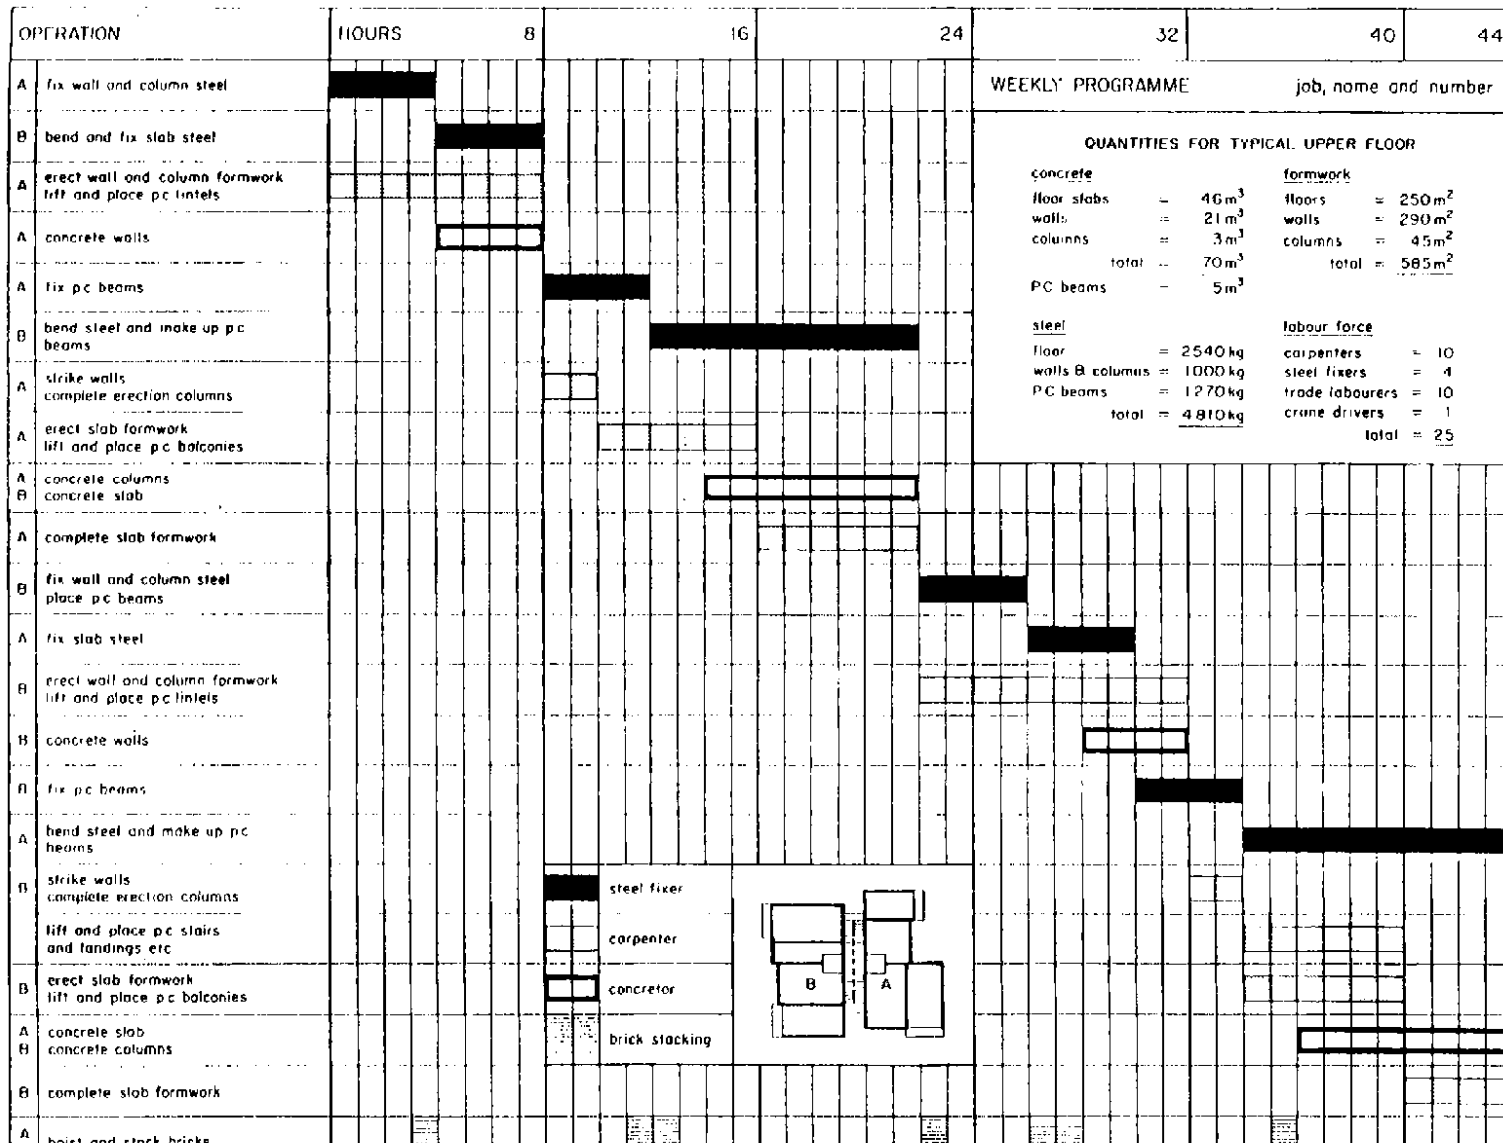 OPERATION HOURS 8 16 24 32 40 44
A fix wall and column steel
WEEKLY PROGRAMME job, name and number
B bend and fix slab steel
A erect wall and column formwork
lift and place pc lintels
A concrete walls
A fix pc beams
B bend steel and make up pc
beams
A strike walls
complete erection columns
A erect slab formwork
lift and place pc balconies
A concrete columns
B concrete slab
A complete slab formwork
B fix wall and column steel
place pc beams
A fix slab steel
B erect wall and column formwork
lift and place pc lintels
B concrete walls
B fix pc beams
A bend steel and make up pc
beams
B strike walls
complete erection columns
lift and place pc stairs
and landings etc
B erect slab formwork
lift and place pc balconies
A concrete slab
B concrete columns
B complete slab formwork
A
hoist and stack bricks
QUANTITIES FOR TYPICAL UPPER FLOOR
concrete
floor slabs = 46m³
walls = 21m³
columns = 3m³
total = 70m³
PC beams = 5m³
formwork
floors = 250m²
walls = 290m²
columns = 45m²
total = 585m²
steel
floor = 2540kg
walls & columns = 1000kg
PC beams = 1270kg
total = 4810kg
labour force
carpenters = 10
steel fixers = 4
trade labourers = 10
crane drivers = 1
total = 25
steel fixer
carpenter
concretor
brick stacking
B A